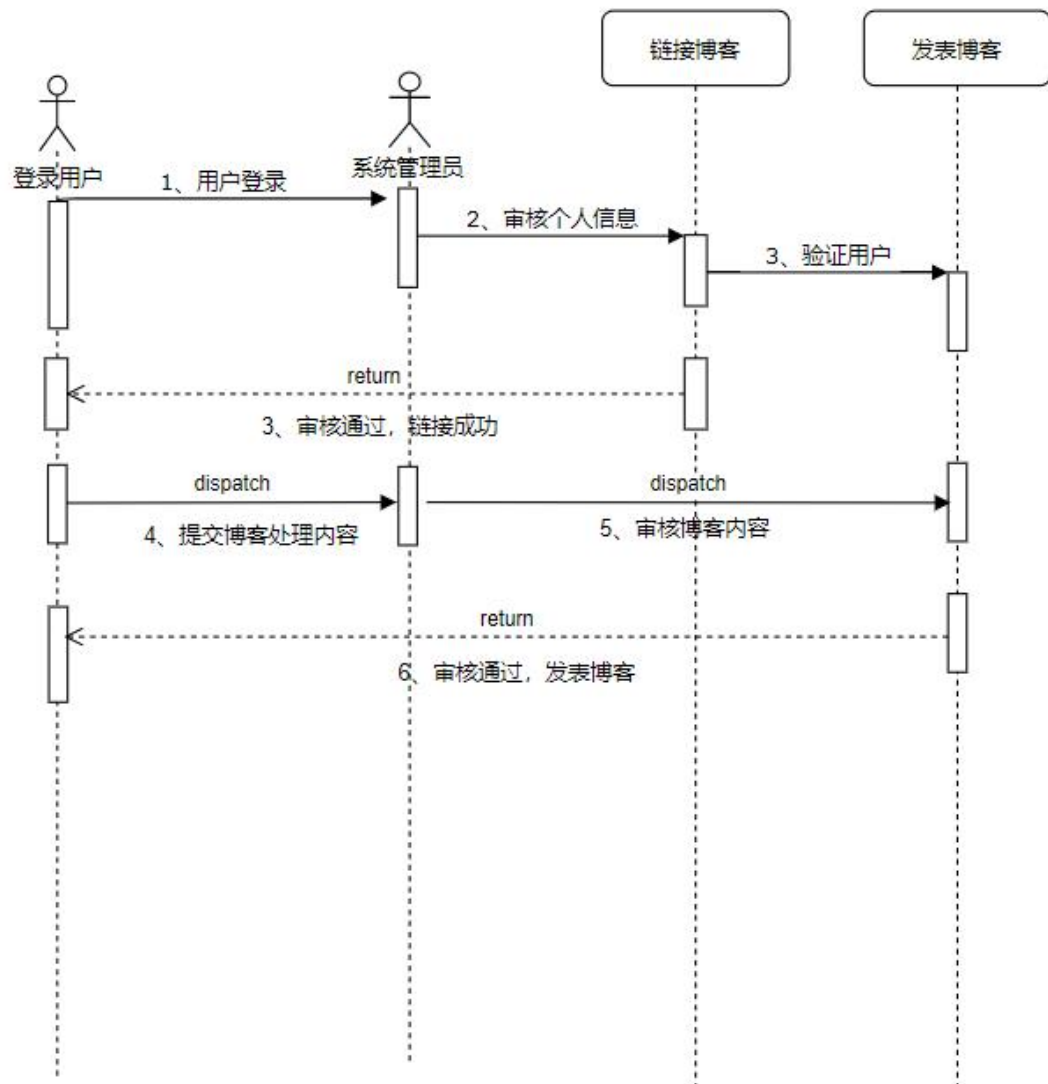 链接博客
发表博客
登录用户
系统管理员
1、用户登录
2、审核个人信息
3、验证用户
return
3、审核通过，链接成功
dispatch
dispatch
4、提交博客处理内容
5、审核博客内容
return
6、审核通过，发表博客